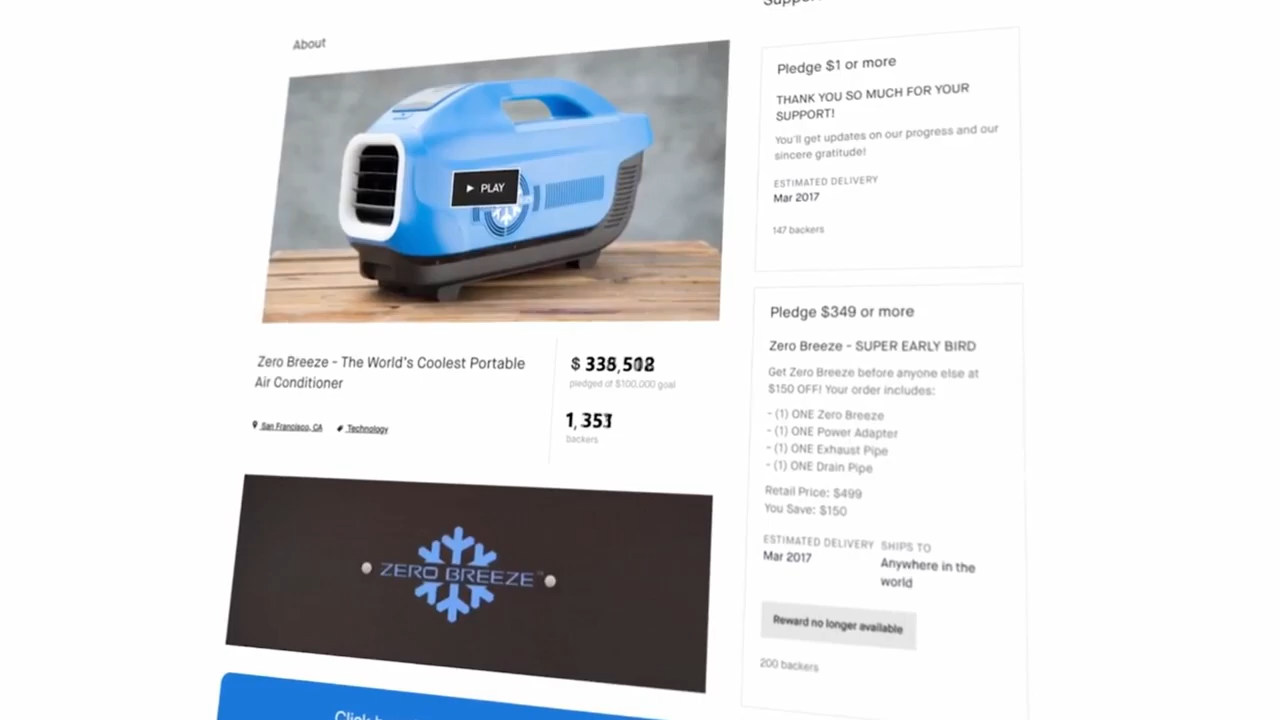 About
PLAY
Zero Breeze - The World's Coolest Portable
Air Conditioner
San Francisco, CA
Technology
pledged of $100,000 goal
backers
ZERO BREEZE
Pledge $1 or more
THANK YOU SO MUCH FOR YOUR
SUPPORT!
You'll get updates on our progress and our
sincere gratitude!
ESTIMATED DELIVERY
Mar 2017
147 backers
Pledge $349 or more
Zero Breeze - SUPER EARLY BIRD
Get Zero Breeze before anyone else at
$150 OFF! Your order includes:
- (1) ONE Zero Breeze
- (1) ONE Power Adapter
- (1) ONE Exhaust Pipe
- (1) ONE Drain Pipe
Retail Price: $499
You Save: $150
ESTIMATED DELIVERY SHIPS TO
Mar 2017 Anywhere in the
world
Reward no longer available
200 backers